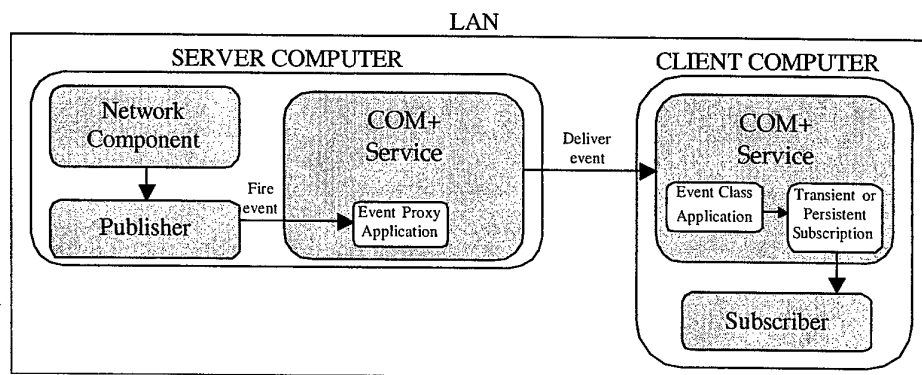 LAN
SERVER COMPUTER
Network
Component
Publisher
Fire
event
COM+
Service
Event Proxy
Application
Deliver
event
CLIENT COMPUTER
COM+
Service
Event Class
Application
Transient or
Persistent
Subscription
Subscriber